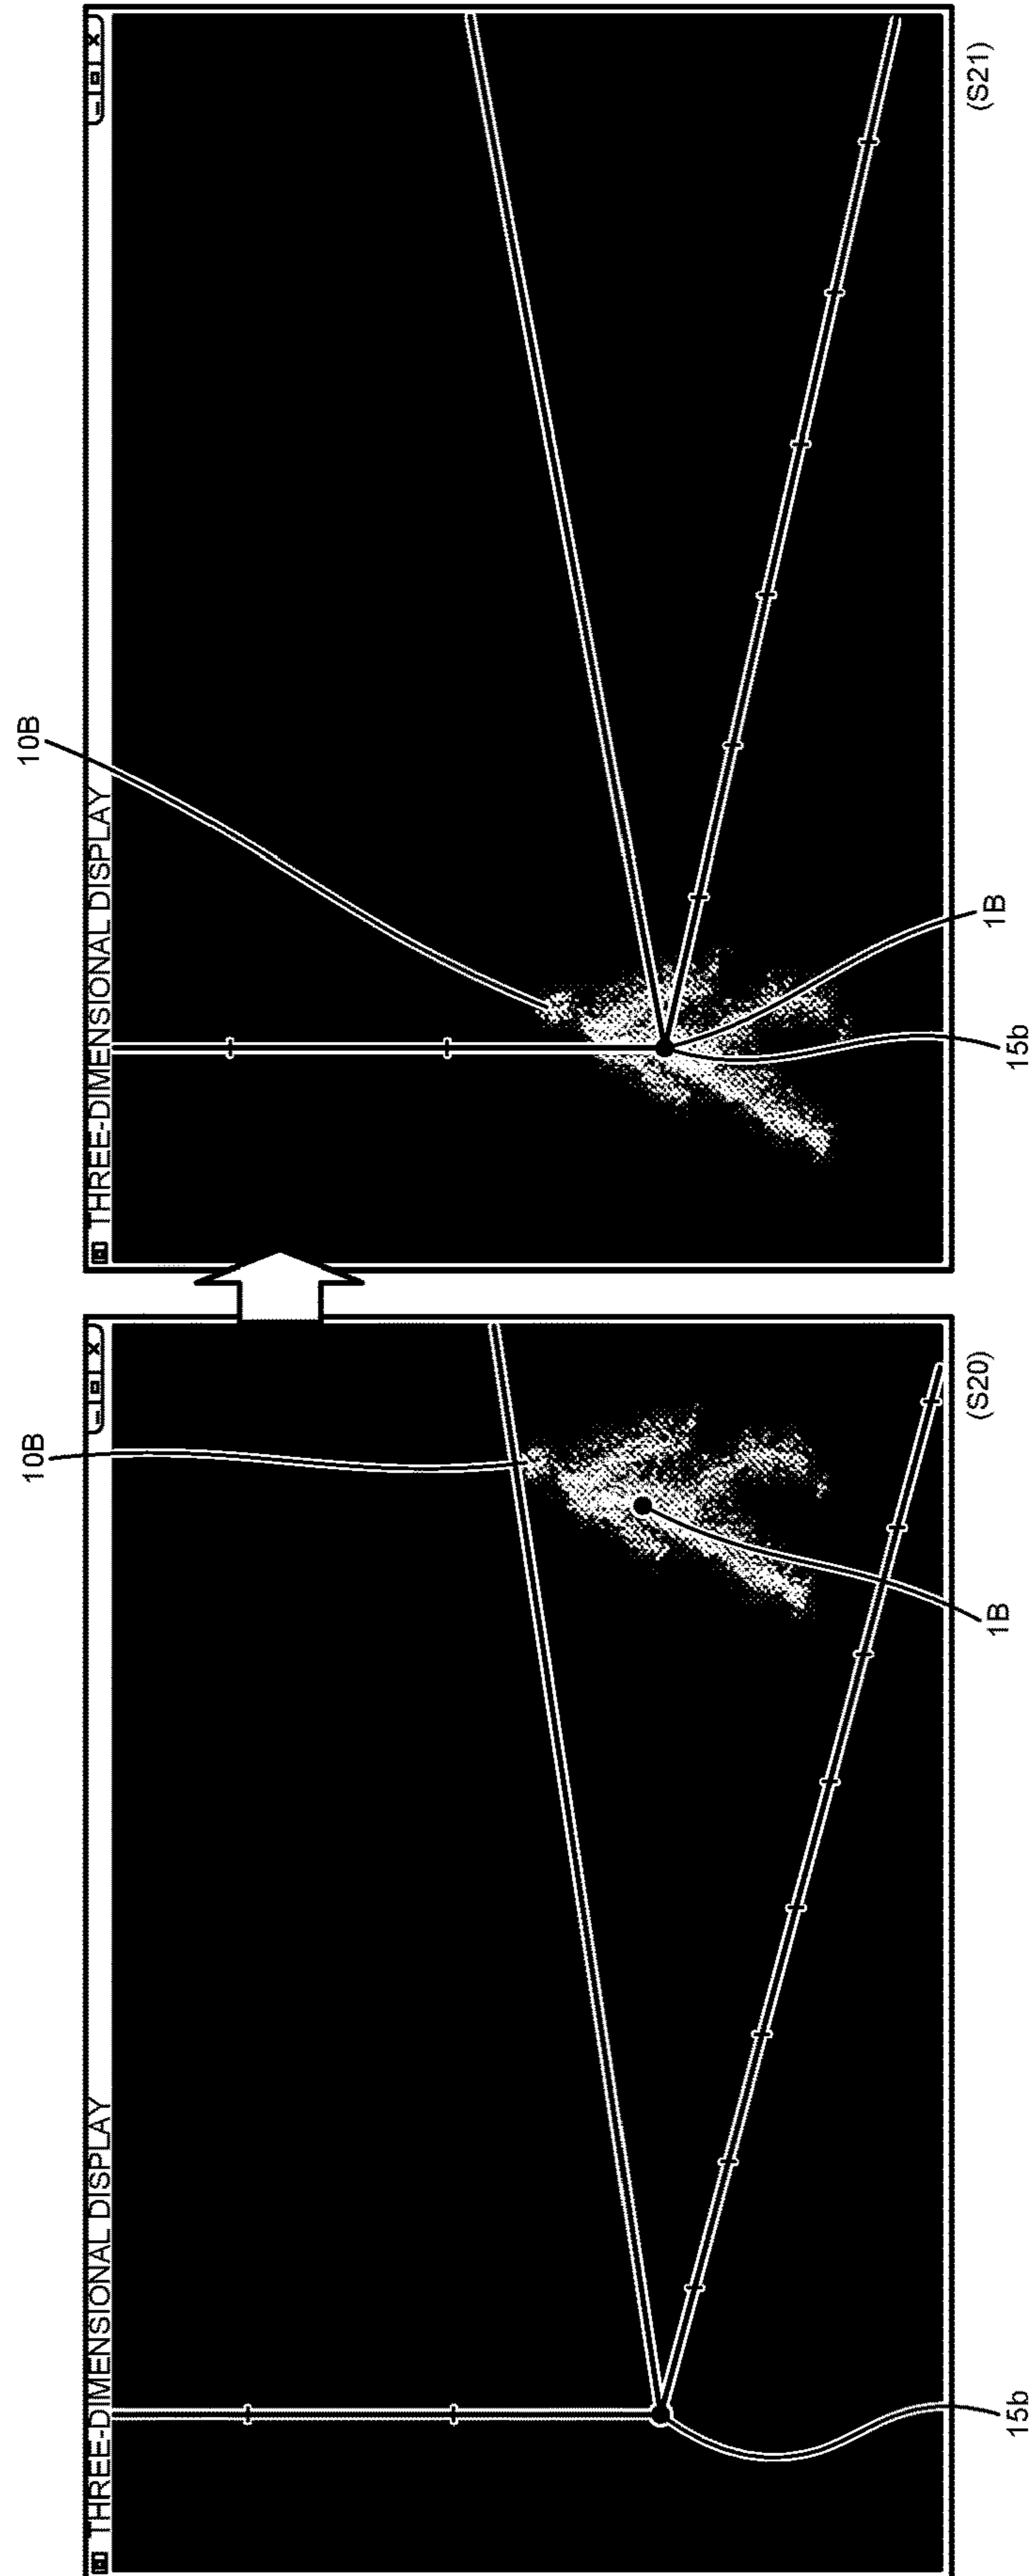 THREE-DIMENSIONAL DISPLAY
10B
1B
15b
(S20)
THREE-DIMENSIONAL DISPLAY
10B
1B
15b
(S21)